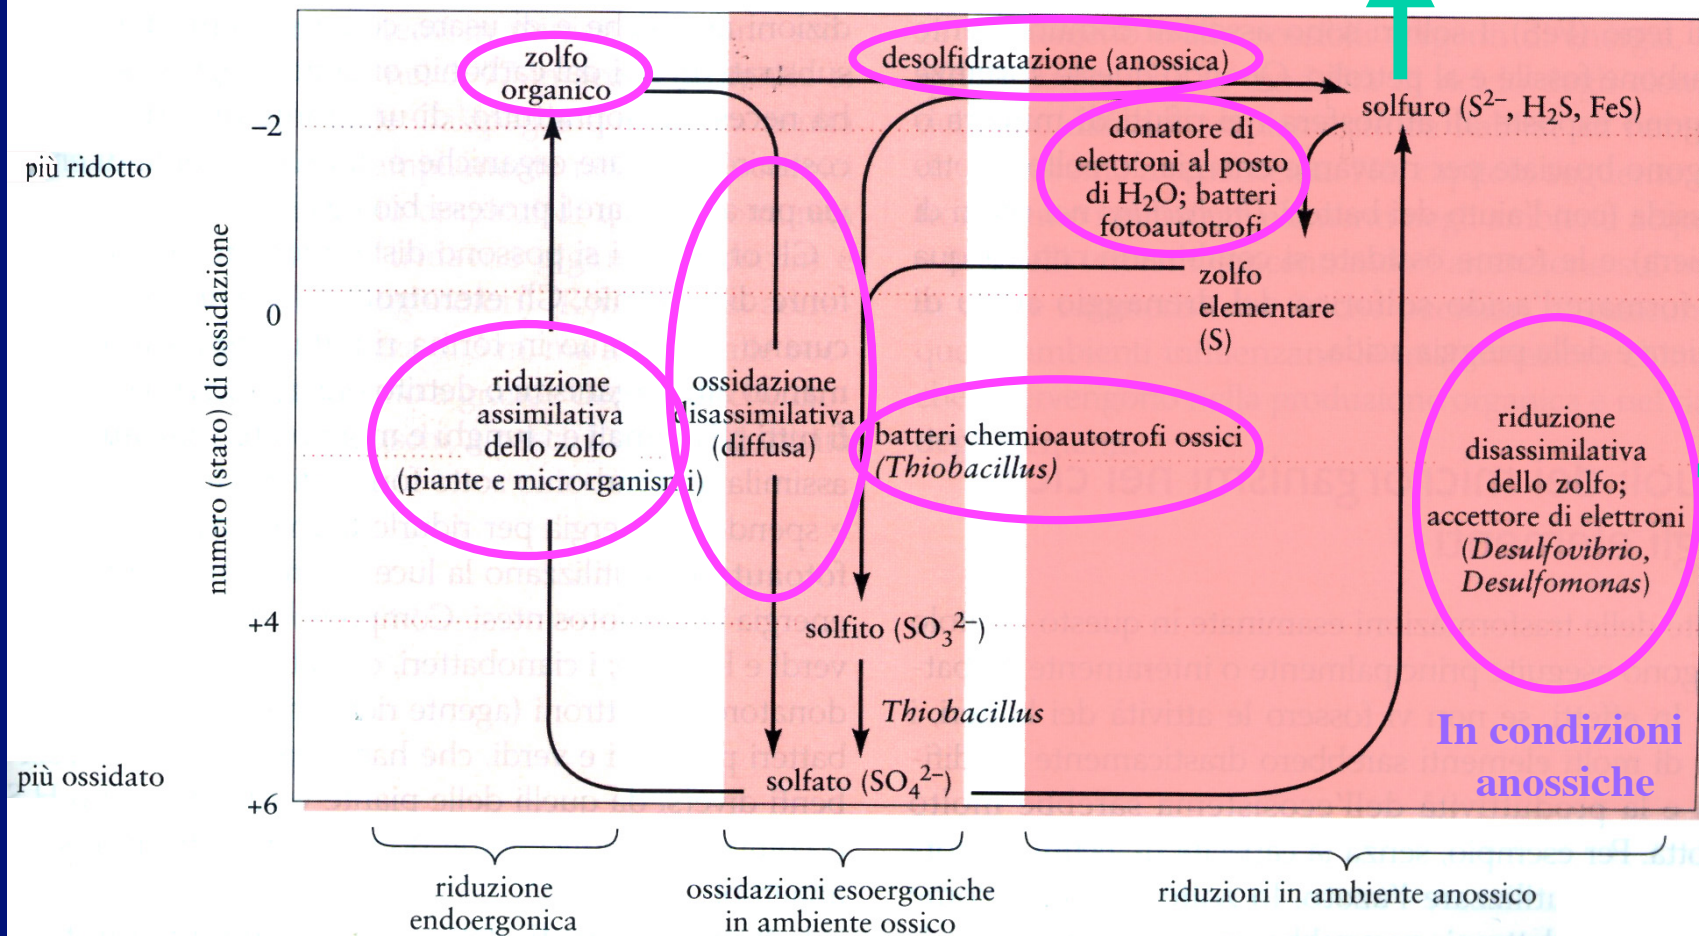 zolfo
organico
desolfidratazione (anossica)
solfuro (S²⁻, H₂S, FeS)
donatore di
elettroni al posto
di H₂O; batteri
fotoautotrofi
zolfo
elementare
(S)
più ridotto
più ossidato
numero (stato) di ossidazione
–2
0
+4
+6
riduzione
assimilativa
dello zolfo
(piante e microrganismi)
ossidazione
disassimilativa
(diffusa)
batteri chemioautotrofi ossici
(Thiobacillus)
riduzione
disassimilativa
dello zolfo;
accettore di elettroni
(Desulfovibrio,
Desulfomonas)
solfito (SO₃²⁻)
Thiobacillus
solfato (SO₄²⁻)
In condizioni
anossiche
riduzione
endoergonica
ossidazioni esoergoniche
in ambiente ossico
riduzioni in ambiente anossico